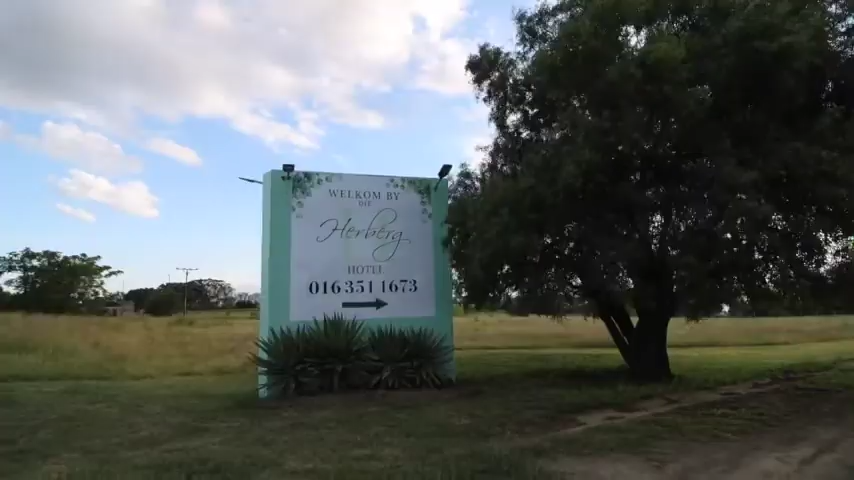 WELKOM BY
DIE
Herberg
HOTEL
016 351 1673